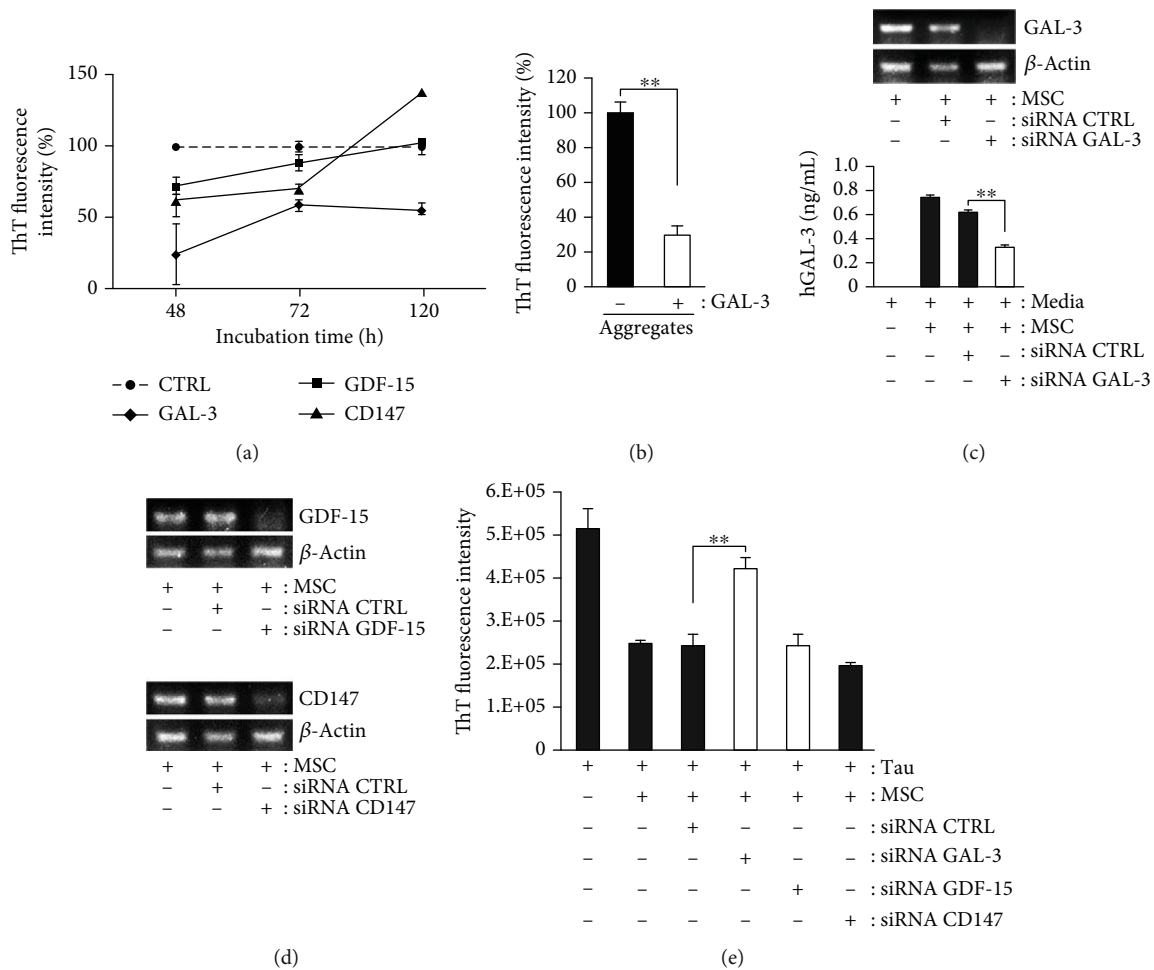 150
100
50
0
ThT fluorescence
intensity (%)
48 72 120
Incubation time (h)
CTRL GDF-15
GAL-3 CD147
(a)
120
100
80
60
40
20
0
ThT fluorescence intensity (%)
**
– + : GAL-3
Aggregates
(b)
GAL-3
β-Actin
+ + + : MSC
– + – : siRNA CTRL
– – + : siRNA GAL-3
1.0
0.8
0.6
0.4
0.2
0
hGAL-3 (ng/mL)
**
+ + + + : Media
– + + + : MSC
– – + – : siRNA CTRL
– – – + : siRNA GAL-3
(c)
GDF-15
β-Actin
+ + + : MSC
– + – : siRNA CTRL
– – + : siRNA GDF-15
CD147
β-Actin
+ + + : MSC
– + – : siRNA CTRL
– – + : siRNA CD147
(d)
6.E+05
5.E+05
4.E+05
3.E+05
2.E+05
1.E+05
0
ThT fluorescence intensity
**
+ + + + + + : Tau
– + + + + + : MSC
– – + – – – : siRNA CTRL
– – – + – – : siRNA GAL-3
– – – – + – : siRNA GDF-15
– – – – – + : siRNA CD147
(e)